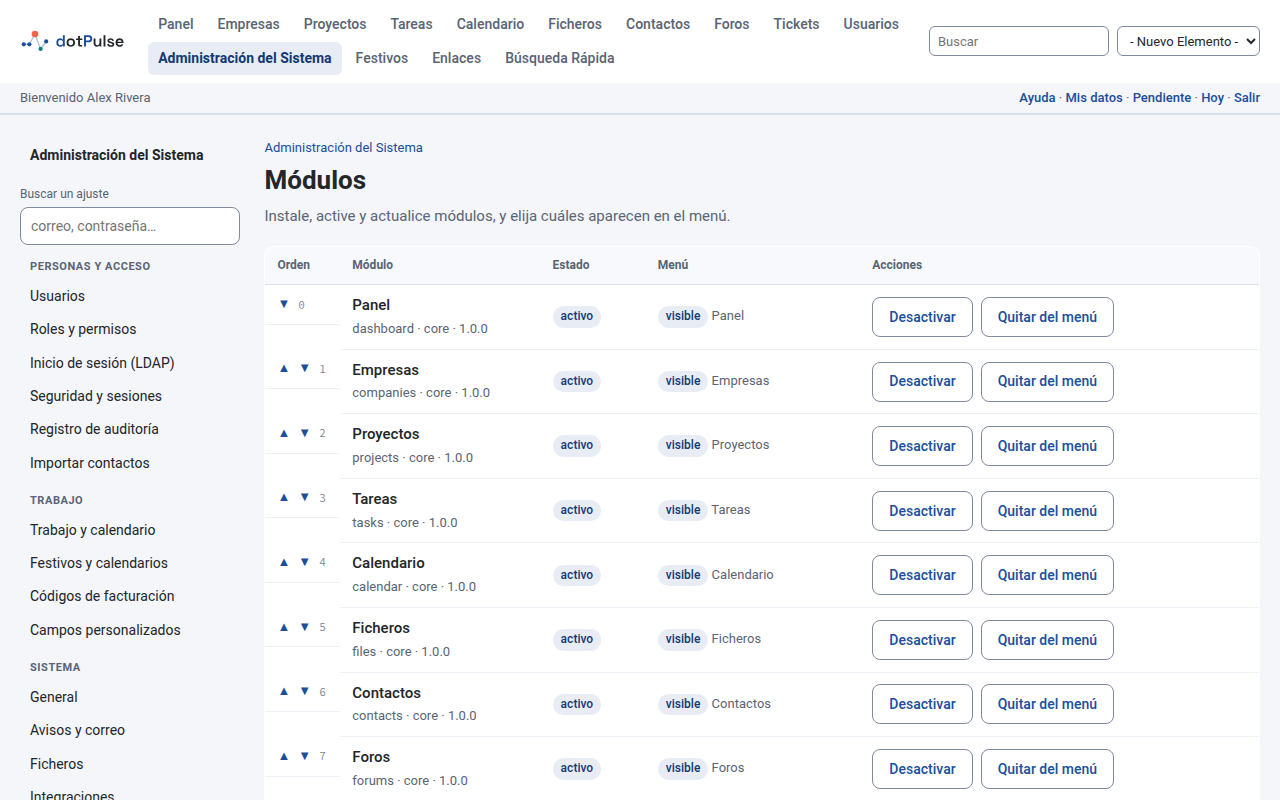 dotPulse
Panel Empresas Proyectos Tareas Calendario Ficheros Contactos Foros Tickets Usuarios
Administración del Sistema Festivos Enlaces Búsqueda Rápida
Buscar
- Nuevo Elemento -
Bienvenido Alex Rivera
Ayuda · Mis datos · Pendiente · Hoy · Salir
Administración del Sistema
Buscar un ajuste
correo, contraseña…
PERSONAS Y ACCESO
Usuarios
Roles y permisos
Inicio de sesión (LDAP)
Seguridad y sesiones
Registro de auditoría
Importar contactos
TRABAJO
Trabajo y calendario
Festivos y calendarios
Códigos de facturación
Campos personalizados
SISTEMA
General
Avisos y correo
Ficheros
Integraciones
Administración del Sistema
Módulos
Instale, active y actualice módulos, y elija cuáles aparecen en el menú.
Orden Módulo Estado Menú Acciones
▼ 0 Panel activo visible Panel Desactivar Quitar del menú
dashboard · core · 1.0.0
▲ ▼ 1 Empresas activo visible Empresas Desactivar Quitar del menú
companies · core · 1.0.0
▲ ▼ 2 Proyectos activo visible Proyectos Desactivar Quitar del menú
projects · core · 1.0.0
▲ ▼ 3 Tareas activo visible Tareas Desactivar Quitar del menú
tasks · core · 1.0.0
▲ ▼ 4 Calendario activo visible Calendario Desactivar Quitar del menú
calendar · core · 1.0.0
▲ ▼ 5 Ficheros activo visible Ficheros Desactivar Quitar del menú
files · core · 1.0.0
▲ ▼ 6 Contactos activo visible Contactos Desactivar Quitar del menú
contacts · core · 1.0.0
▲ ▼ 7 Foros activo visible Foros Desactivar Quitar del menú
forums · core · 1.0.0